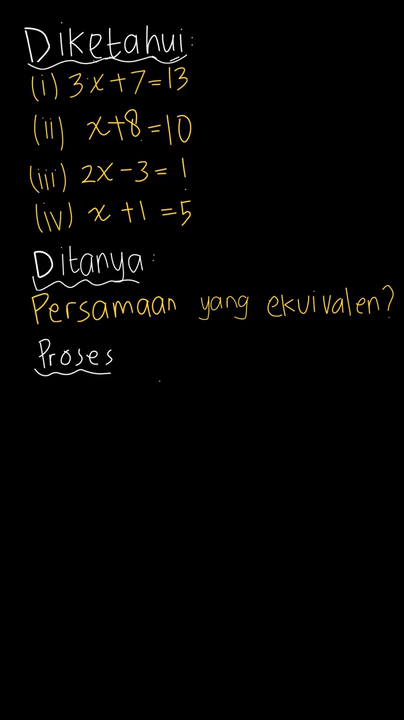 Diketahui:
(i) 3x+7=13
(ii) x+8=10
(iii) 2x-3=1
(iv) x+1=5
Ditanya:
Persamaan yang ekuivalen?
Proses